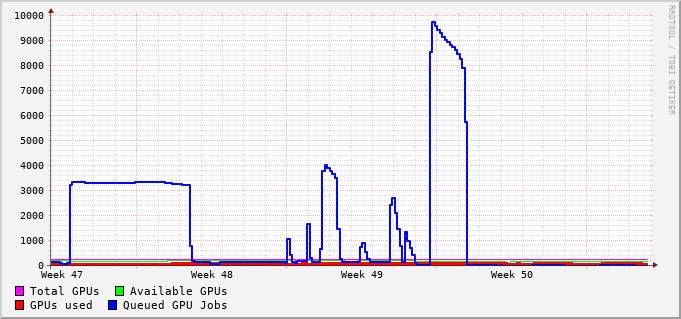 10000
9000
8000
7000
6000
5000
4000
3000
2000
1000
0
Week 47 Week 48 Week 49 Week 50
Total GPUs Available GPUs
GPUs used Queued GPU Jobs
RRDTOOL / TOBI OETIKER